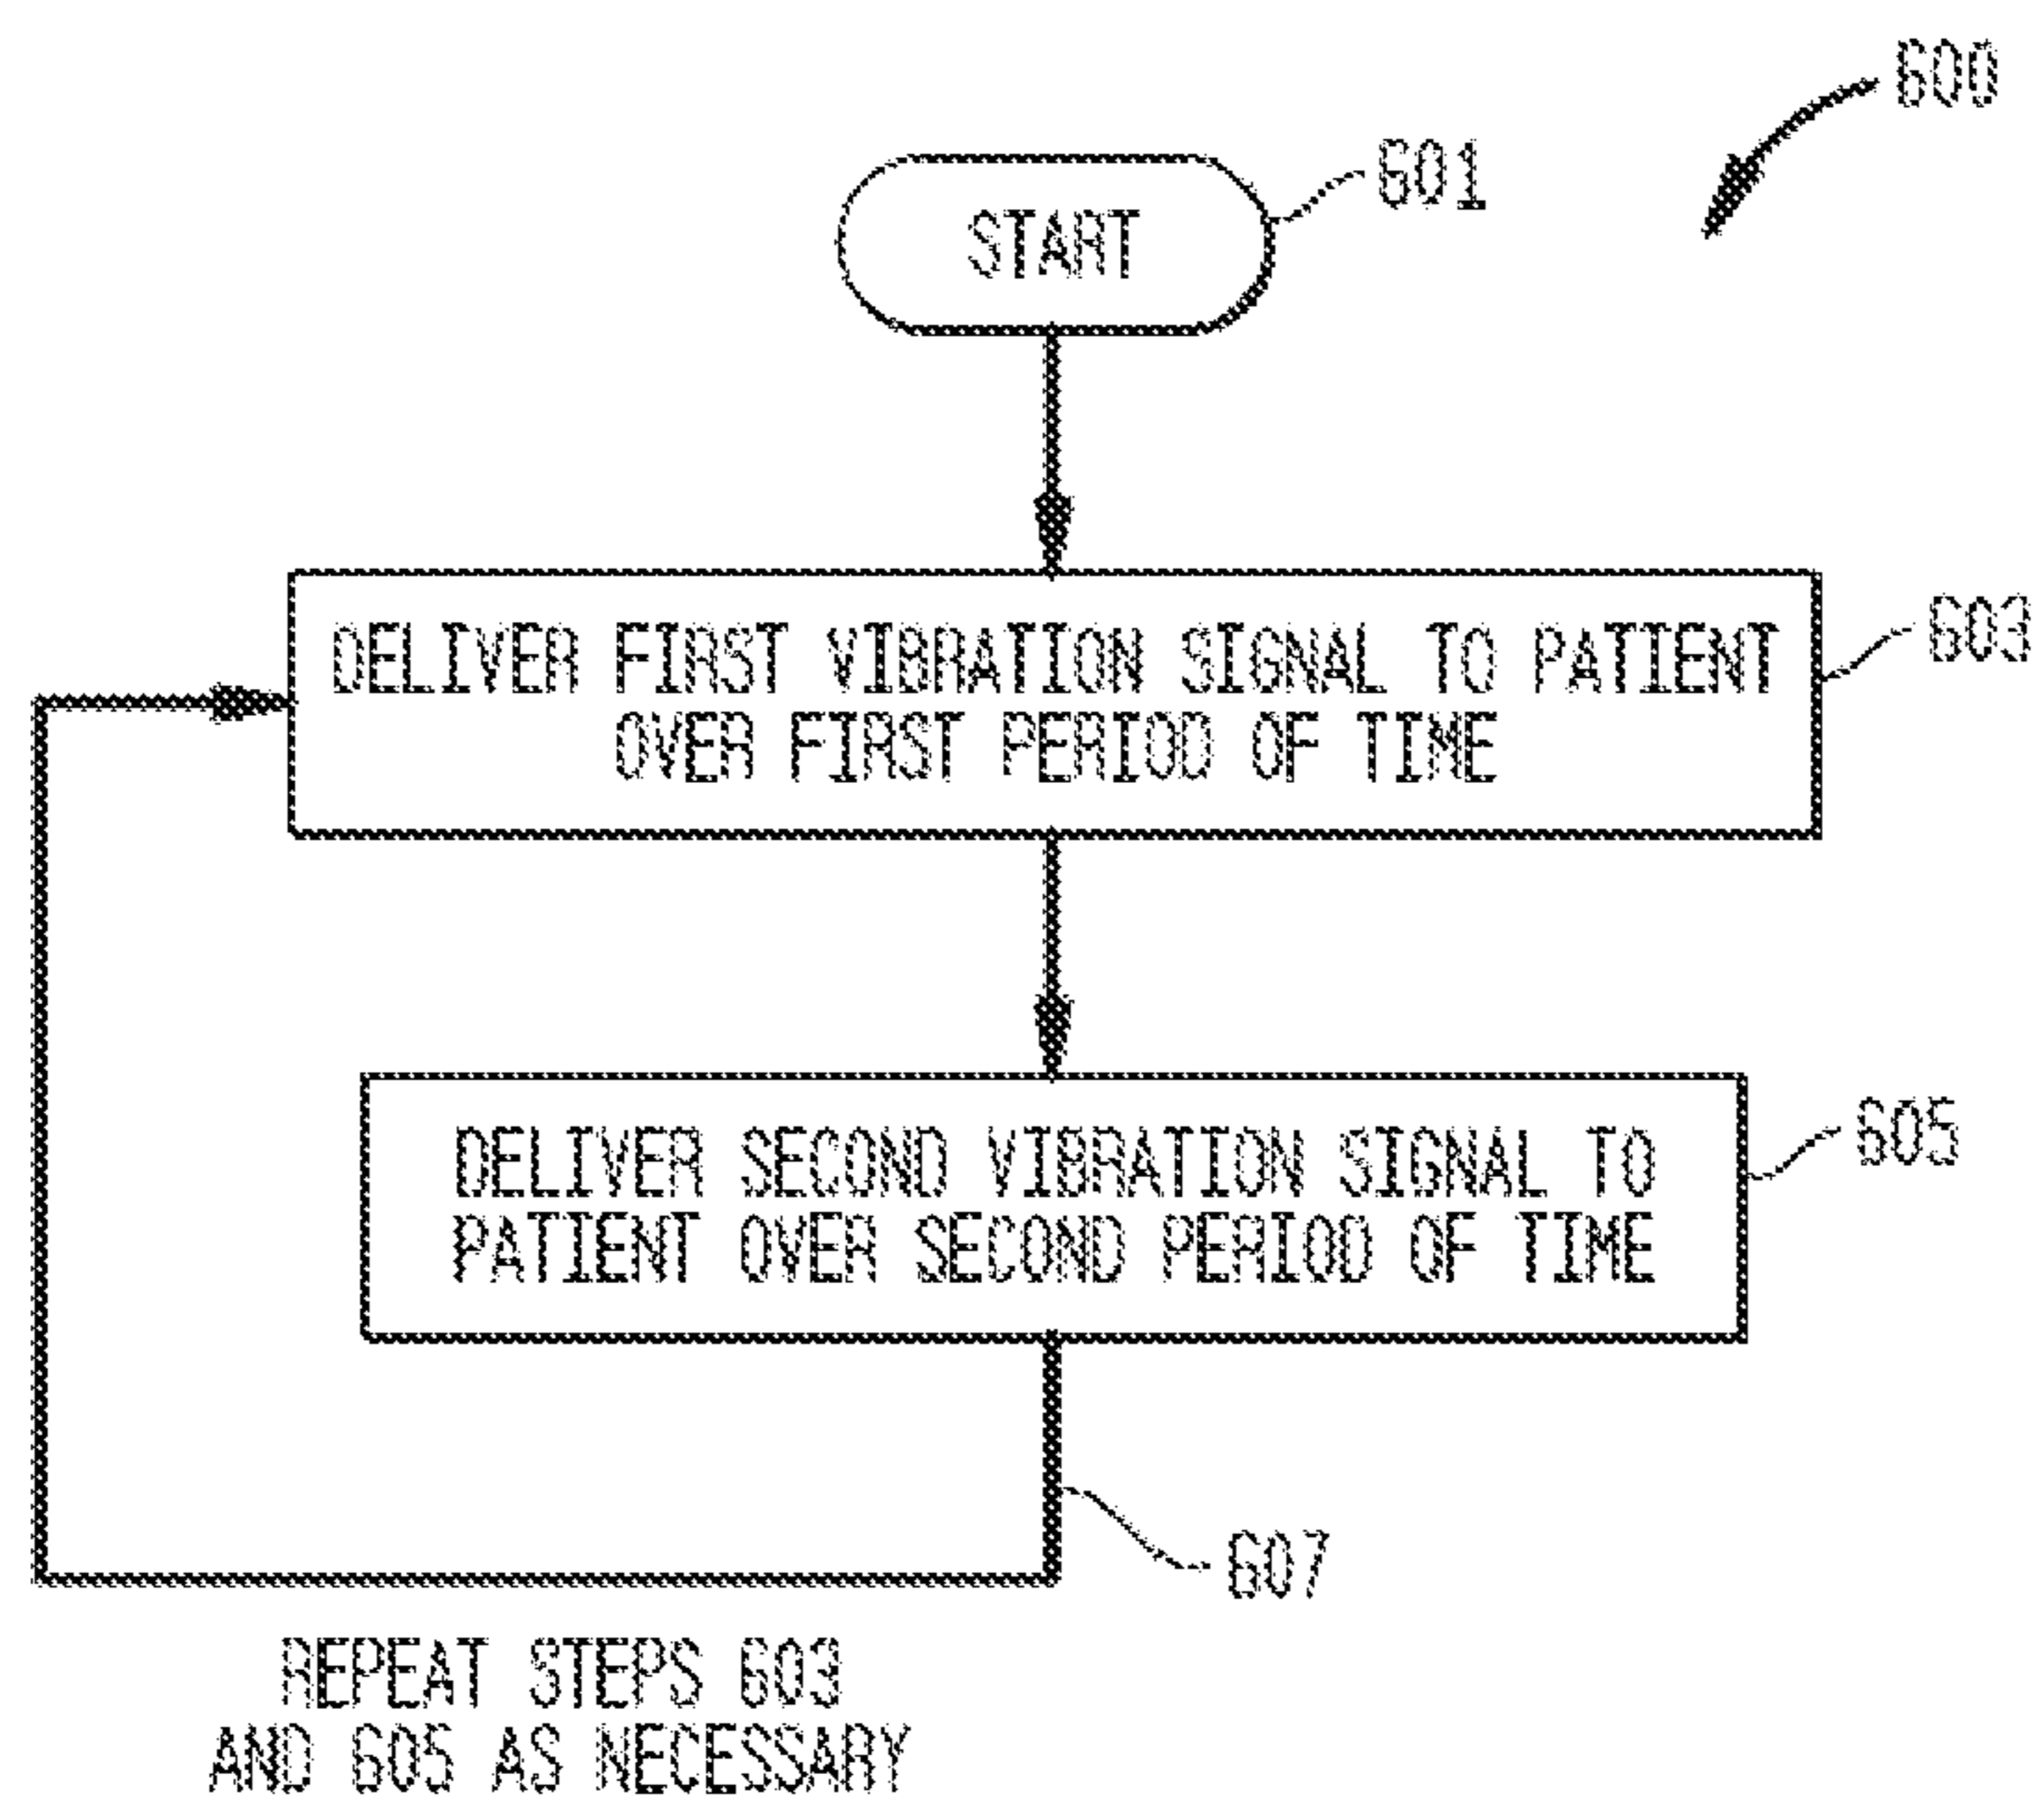 600
601
START
DELIVER FIRST VIBRATION SIGNAL TO PATIENT
OVER FIRST PERIOD OF TIME
603
DELIVER SECOND VIBRATION SIGNAL TO
PATIENT OVER SECOND PERIOD OF TIME
605
607
REPEAT STEPS 603
AND 605 AS NECESSARY